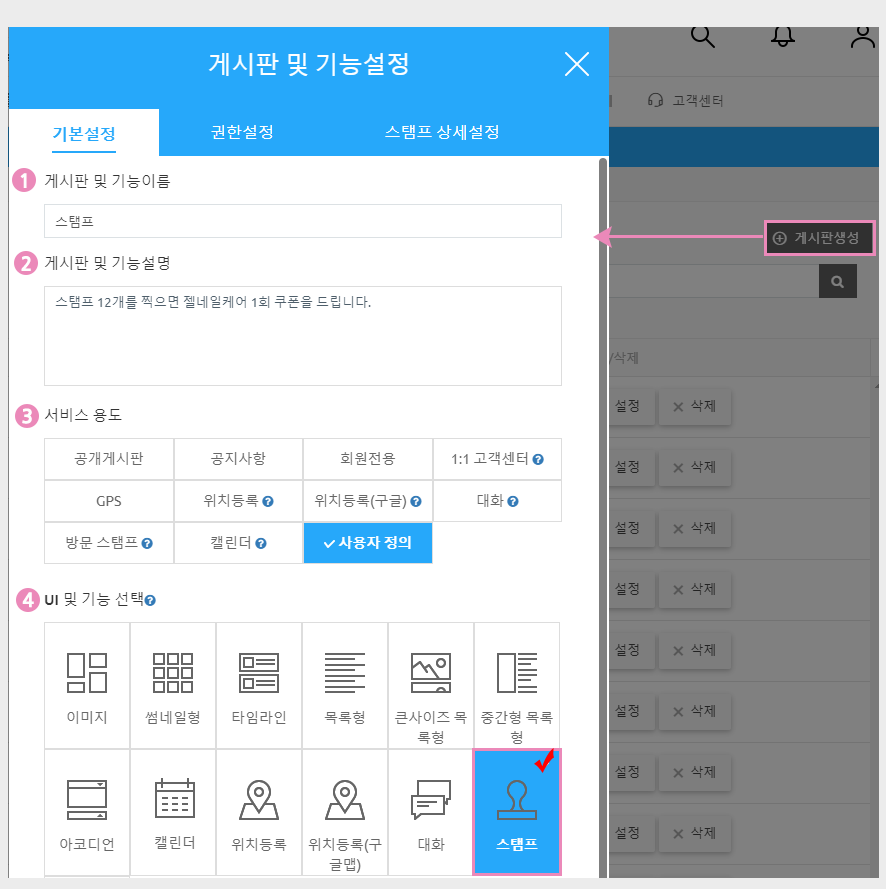 게시판 및 기능설정
고객센터
기본설정
권한설정
스탬프 상세설정
1 게시판 및 기능이름
스탬프
게시판생성
2 게시판 및 기능설명
스탬프 12개를 찍으면 젤네일케어 1회 쿠폰을 드립니다.
/삭제
3 서비스 용도
설정 삭제
공개게시판 공지사항 회원전용 1:1 고객센터
설정 삭제
GPS 위치등록 위치등록(구글) 대화
설정 삭제
방문 스탬프 캘린더 사용자 정의
설정 삭제
4 UI 및 기능 선택
설정 삭제
이미지
썸네일형
타임라인
목록형
큰사이즈 목
록형
중간형 목록
형
설정 삭제
설정 삭제
아코디언
캘린더
위치등록
위치등록(구
글맵)
대화
스탬프
설정 삭제